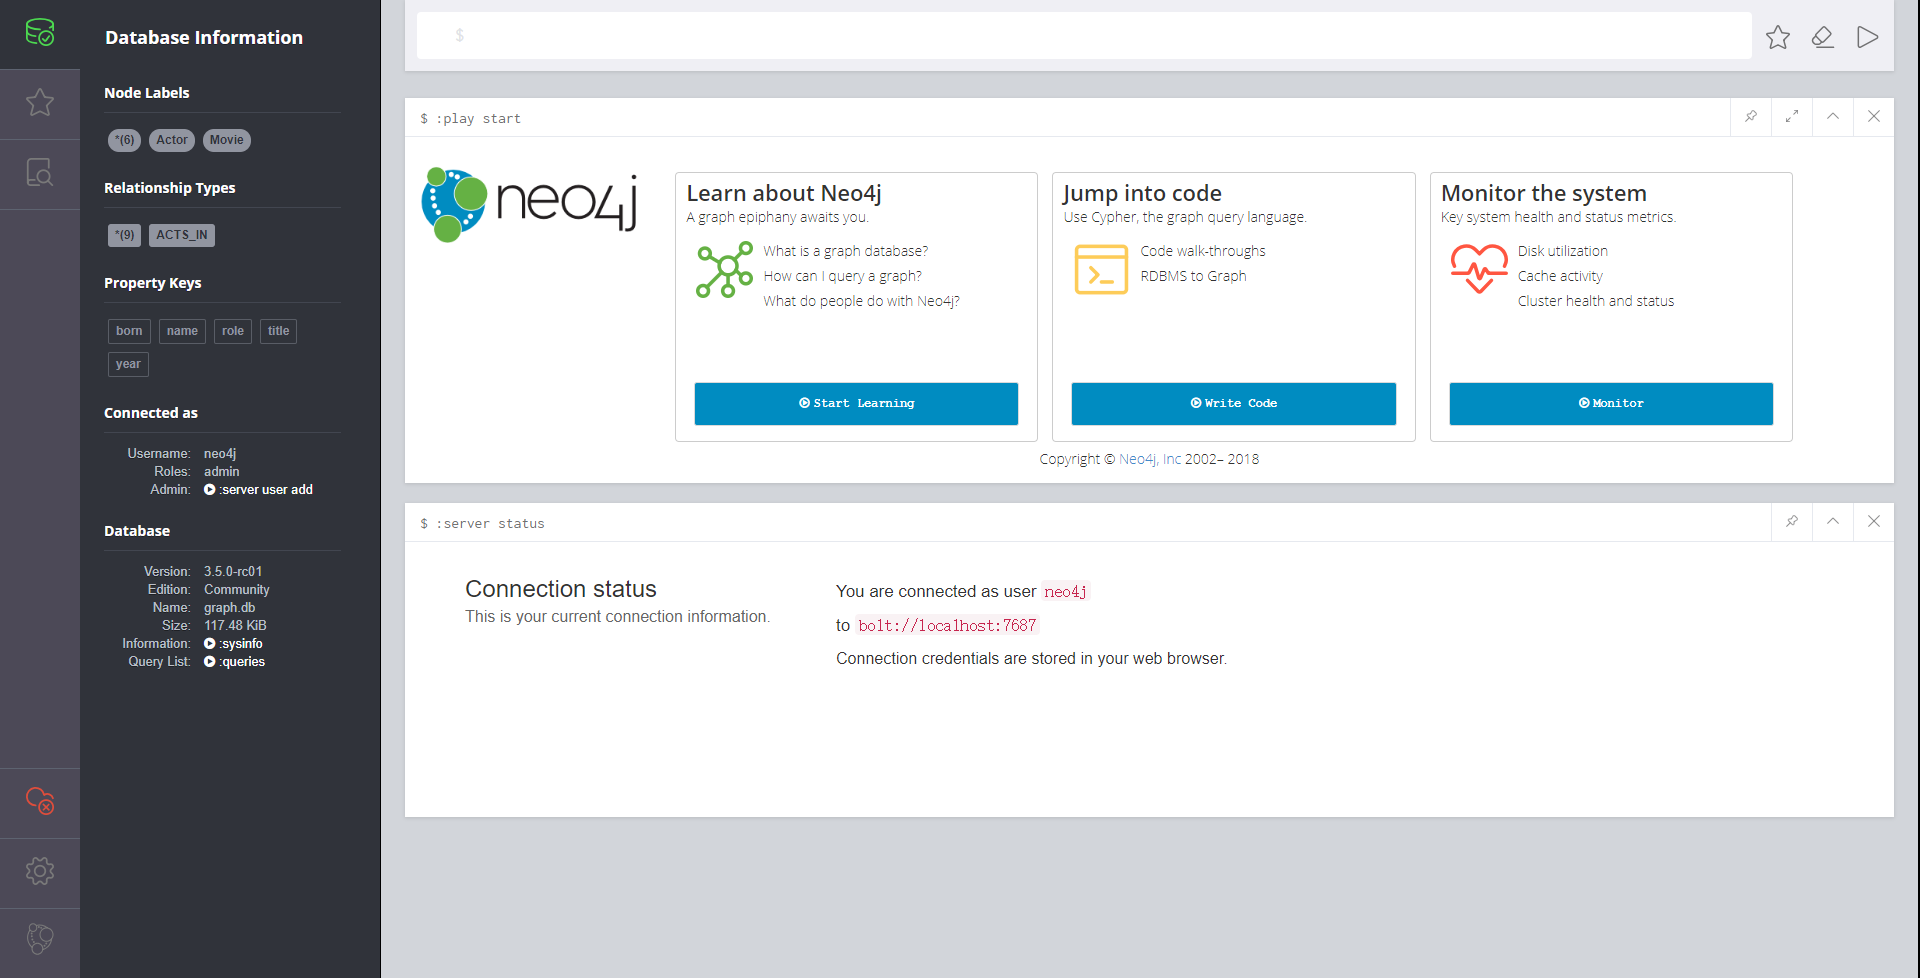 Database Information
Node Labels
*(6) Actor Movie
Relationship Types
*(9) ACTS_IN
Property Keys
born name role title
year
Connected as
Username: neo4j
Roles: admin
Admin: :server user add
Database
Version: 3.5.0-rc01
Edition: Community
Name: graph.db
Size: 117.48 KiB
Information: :sysinfo
Query List: :queries
$
$ :play start
neo4j
Learn about Neo4j
A graph epiphany awaits you.
What is a graph database?
How can I query a graph?
What do people do with Neo4j?
Start Learning
Jump into code
Use Cypher, the graph query language.
Code walk-throughs
RDBMS to Graph
Write Code
Monitor the system
Key system health and status metrics.
Disk utilization
Cache activity
Cluster health and status
Monitor
Copyright © Neo4j, Inc 2002– 2018
$ :server status
Connection status
This is your current connection information.
You are connected as user neo4j
to bolt://localhost:7687
Connection credentials are stored in your web browser.